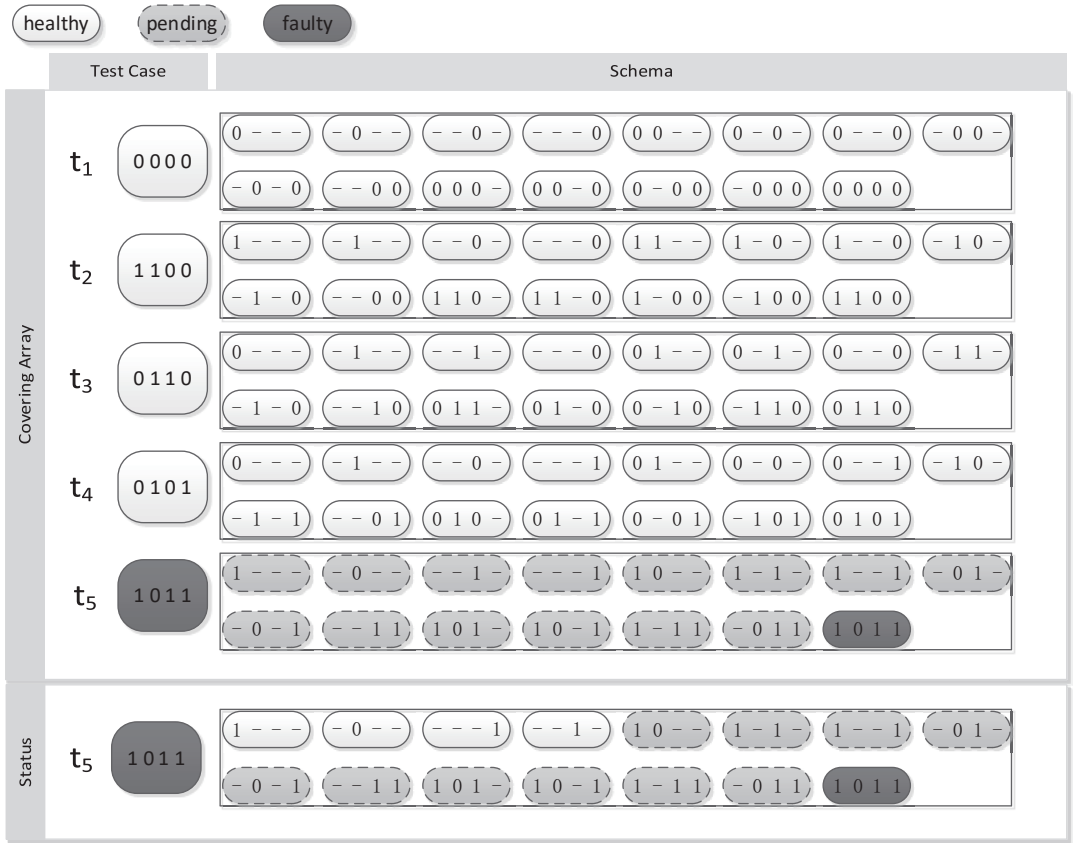 healthy pending faulty
Test Case Schema
Covering Array
t1 0000 0 - - - - 0 - - - - 0 - - - - 0 0 0 - - 0 - 0 - 0 - - 0 - 0 0 -
- 0 - 0 - - 0 0 0 0 0 - 0 0 - 0 0 - 0 0 - 0 0 0 0 0 0 0
t2 1100 1 - - - - 1 - - - - 0 - - - - 0 1 1 - - 1 - 0 - 1 - - 0 - 1 0 -
- 1 - 0 - - 0 0 1 1 0 - 1 1 - 0 1 - 0 0 - 1 0 0 1 1 0 0
t3 0110 0 - - - - 1 - - - - 1 - - - - 0 0 1 - - 0 - 1 - 0 - - 0 - 1 1 -
- 1 - 0 - - 1 0 0 1 1 - 0 1 - 0 0 - 1 0 - 1 1 0 0 1 1 0
t4 0101 0 - - - - 1 - - - - 0 - - - - 1 0 1 - - 0 - 0 - 0 - - 1 - 1 0 -
- 1 - 1 - - 0 1 0 1 0 - 0 1 - 1 0 - 0 1 - 1 0 1 0 1 0 1
t5 1011 1 - - - - 0 - - - - 1 - - - - 1 1 0 - - 1 - 1 - 1 - - 1 - 0 1 -
- 0 - 1 - - 1 1 1 0 1 - 1 0 - 1 1 - 1 1 - 0 1 1 1 0 1 1
Status
t5 1011 1 - - - - 0 - - - - - 1 - - 1 - 1 0 - - 1 - 1 - 1 - - 1 - 0 1 -
- 0 - 1 - - 1 1 1 0 1 - 1 0 - 1 1 - 1 1 - 0 1 1 1 0 1 1